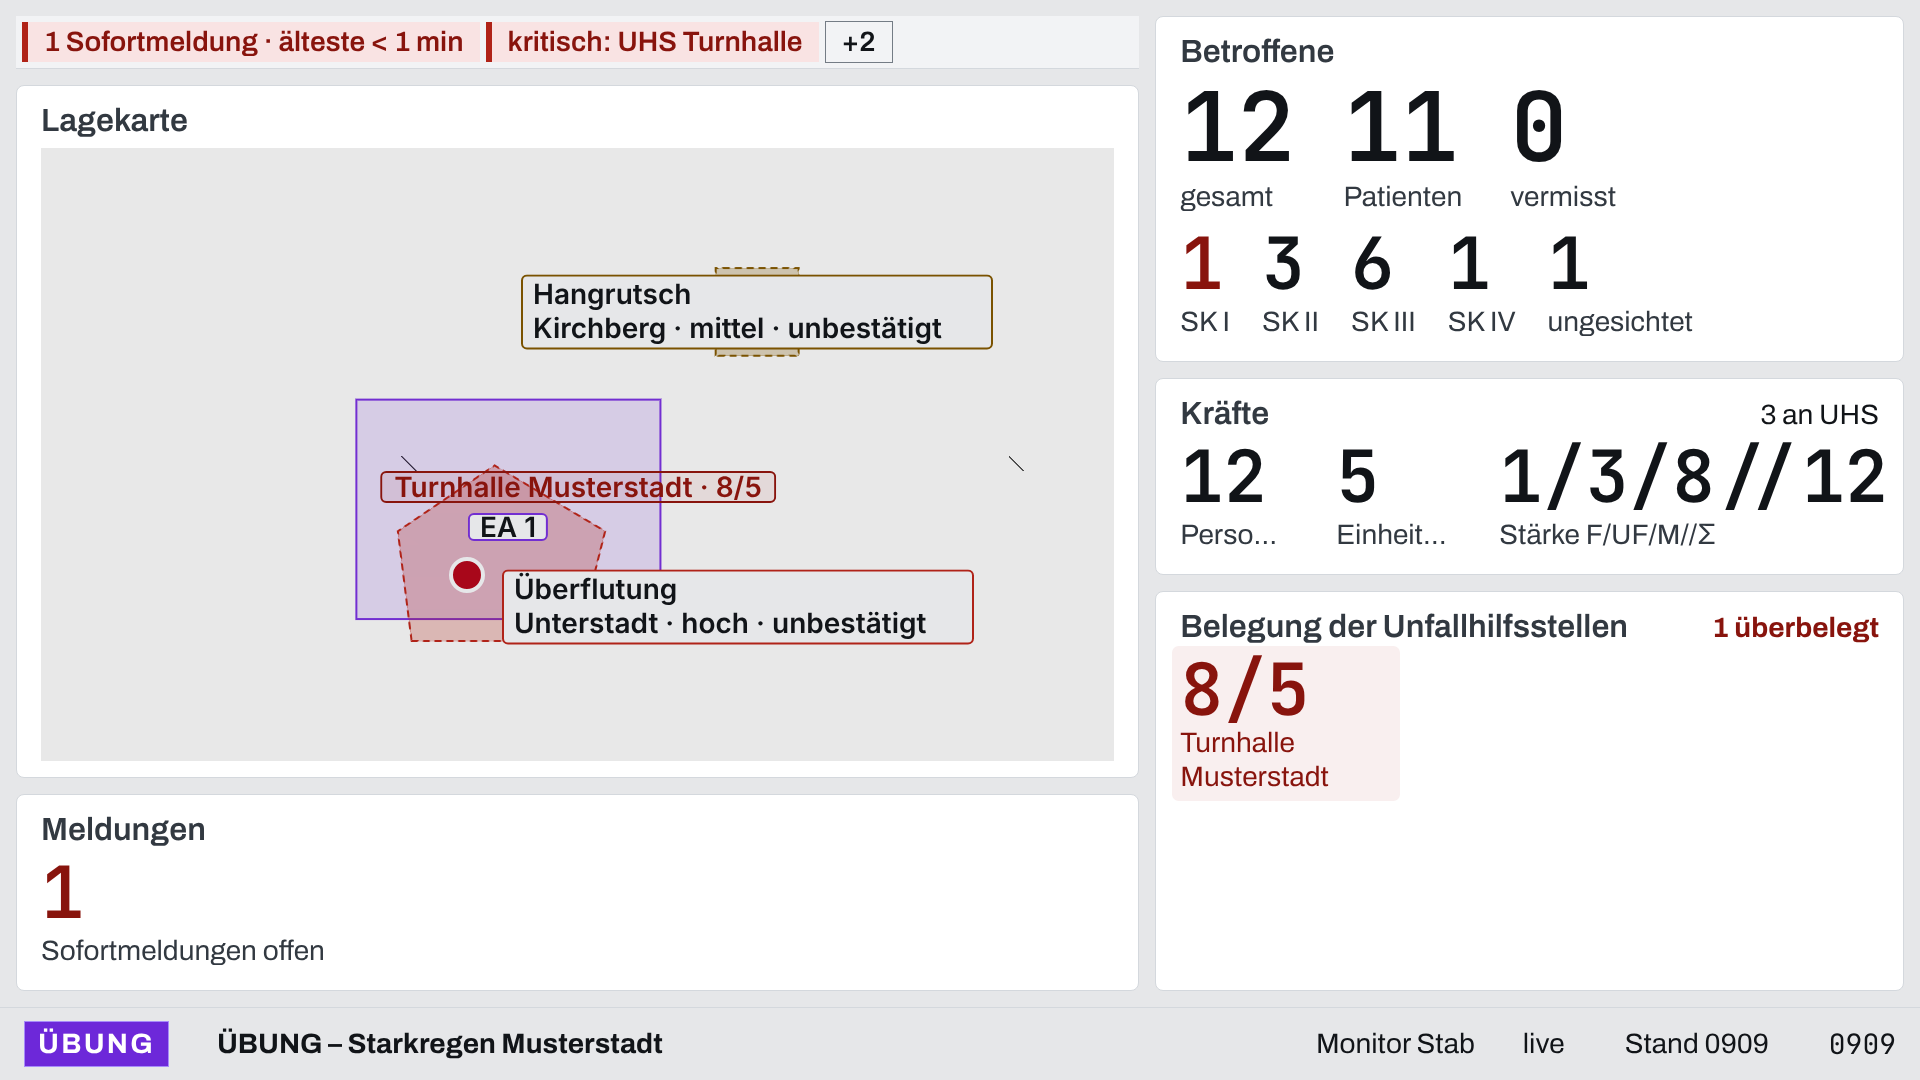 1 Sofortmeldung · älteste < 1 min
kritisch: UHS Turnhalle
+2
Lagekarte
Hangrutsch
Kirchberg · mittel · unbestätigt
Turnhalle Musterstadt · 8/5
EA 1
Überflutung
Unterstadt · hoch · unbestätigt
Meldungen
1
Sofortmeldungen offen
Betroffene
12 11 0
gesamt Patienten vermisst
1 3 6 1 1
SK I SK II SK III SK IV ungesichtet
Kräfte 3 an UHS
12 5 1/3/8//12
Perso… Einheit… Stärke F/UF/M//Σ
Belegung der Unfallhilfsstellen 1 überbelegt
8/5
Turnhalle
Musterstadt
ÜBUNG ÜBUNG – Starkregen Musterstadt Monitor Stab live Stand 0909 0909